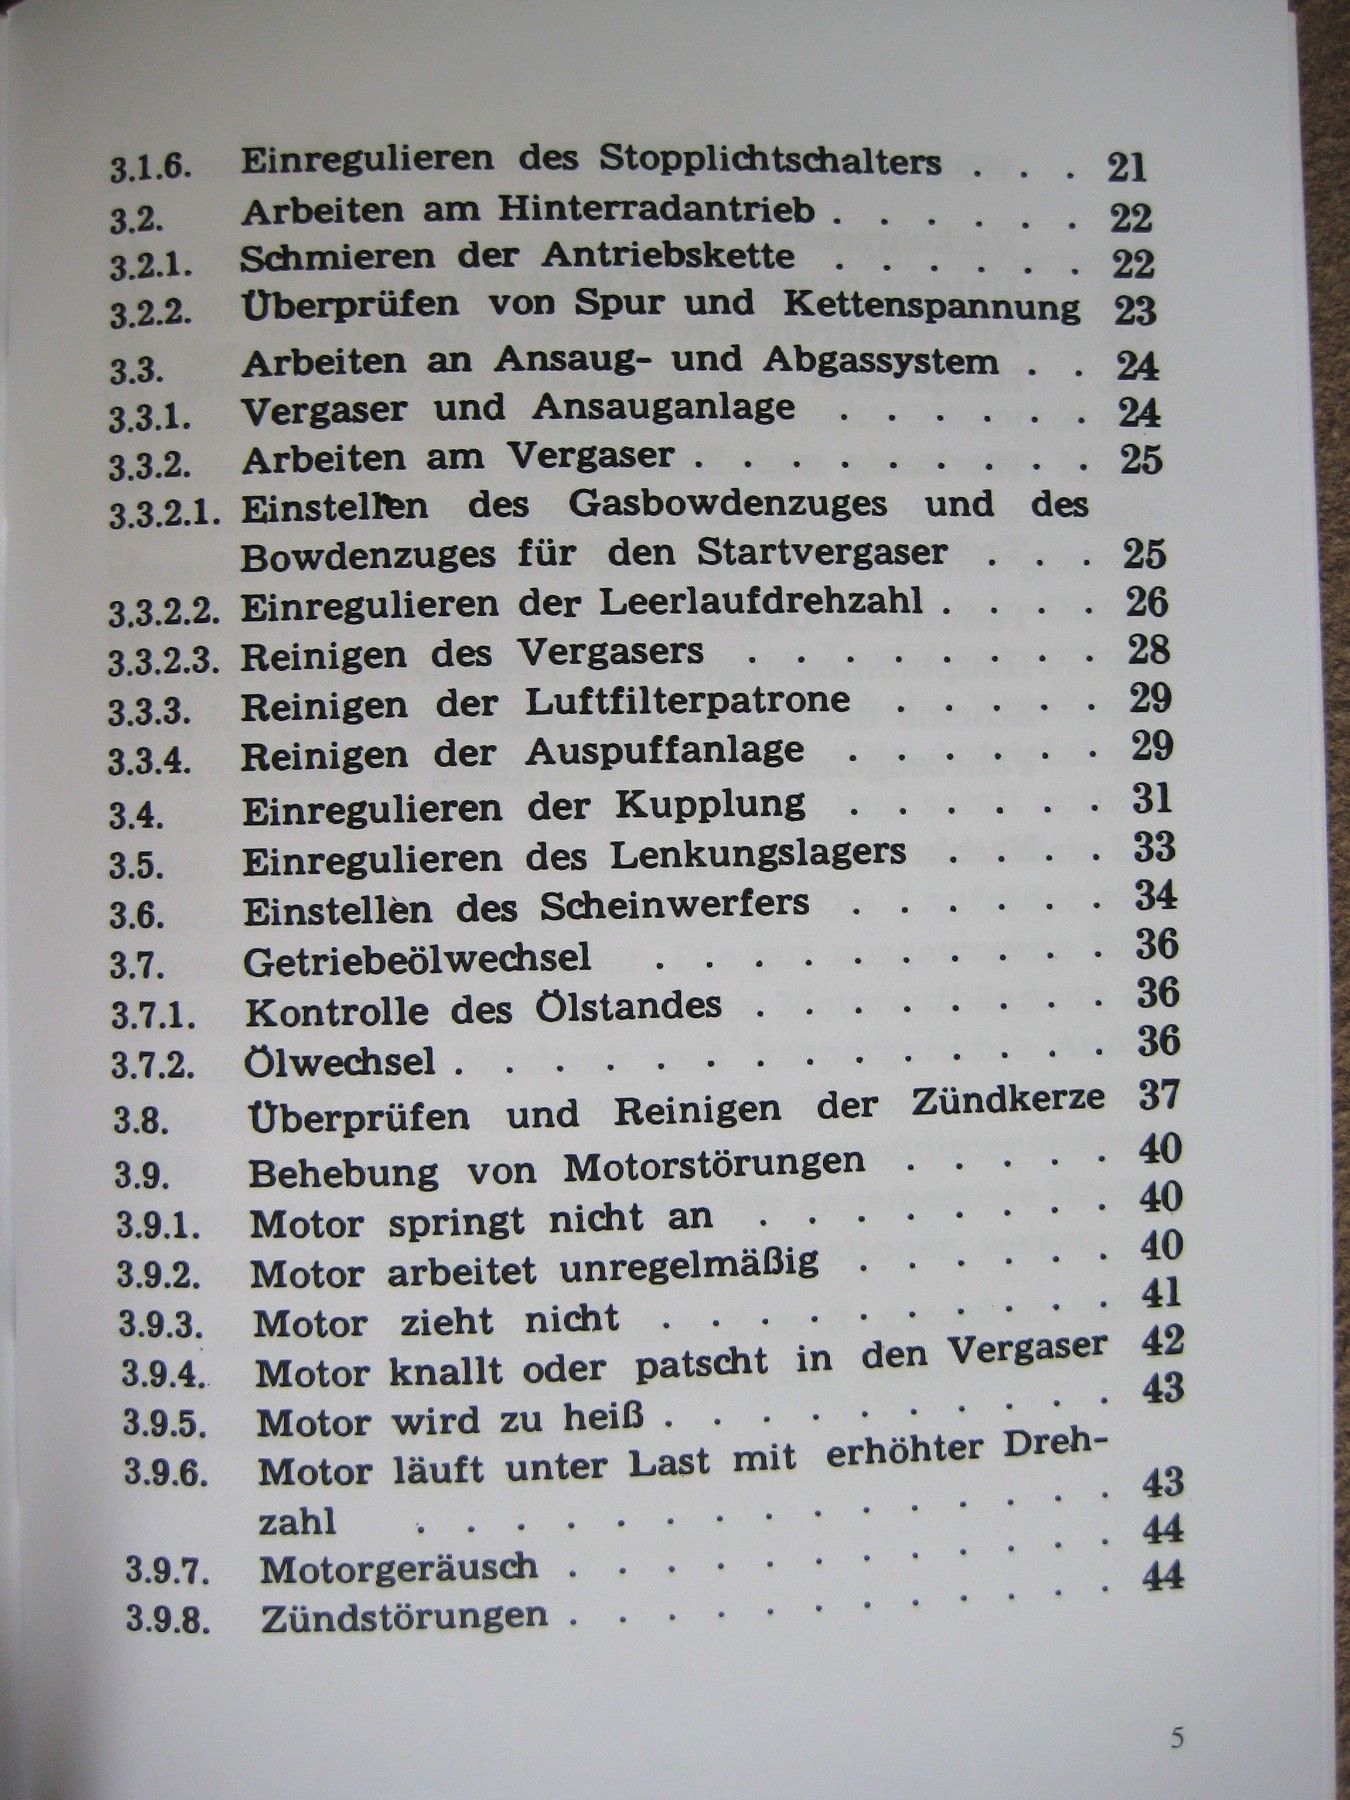 3.1.6. Einregulieren des Stopplichtschalters . . . 21
3.2. Arbeiten am Hinterradantrieb . . . . . . 22
3.2.1. Schmieren der Antriebskette . . . . . . 22
3.2.2. Überprüfen von Spur und Kettenspannung 23
3.3. Arbeiten an Ansaug- und Abgassystem . . 24
3.3.1. Vergaser und Ansauganlage . . . . . . 24
3.3.2. Arbeiten am Vergaser . . . . . . . . . 25
3.3.2.1. Einstellen des Gasbowdenzuges und des
Bowdenzuges für den Startvergaser . . . 25
3.3.2.2. Einregulieren der Leerlaufdrehzahl . . . . 26
3.3.2.3. Reinigen des Vergasers . . . . . . . . 28
3.3.3. Reinigen der Luftfilterpatrone . . . . . 29
3.3.4. Reinigen der Auspuffanlage . . . . . . 29
3.4. Einregulieren der Kupplung . . . . . . 31
3.5. Einregulieren des Lenkungslagers . . . . 33
3.6. Einstellen des Scheinwerfers . . . . . . 34
3.7. Getriebeölwechsel . . . . . . . . . . 36
3.7.1. Kontrolle des Ölstandes . . . . . . . . 36
3.7.2. Ölwechsel . . . . . . . . . . . . . . 36
3.8. Überprüfen und Reinigen der Zündkerze 37
3.9. Behebung von Motorstörungen . . . . . 40
3.9.1. Motor springt nicht an . . . . . . . . 40
3.9.2. Motor arbeitet unregelmäßig . . . . . . 40
3.9.3. Motor zieht nicht . . . . . . . . . . 41
3.9.4. Motor knallt oder patscht in den Vergaser 42
3.9.5. Motor wird zu heiß . . . . . . . . . . 43
3.9.6. Motor läuft unter Last mit erhöhter Dreh-
zahl . . . . . . . . . . . . . . . 43
3.9.7. Motorgeräusch . . . . . . . . . . . . 44
3.9.8. Zündstörungen . . . . . . . . . . . . 44
5